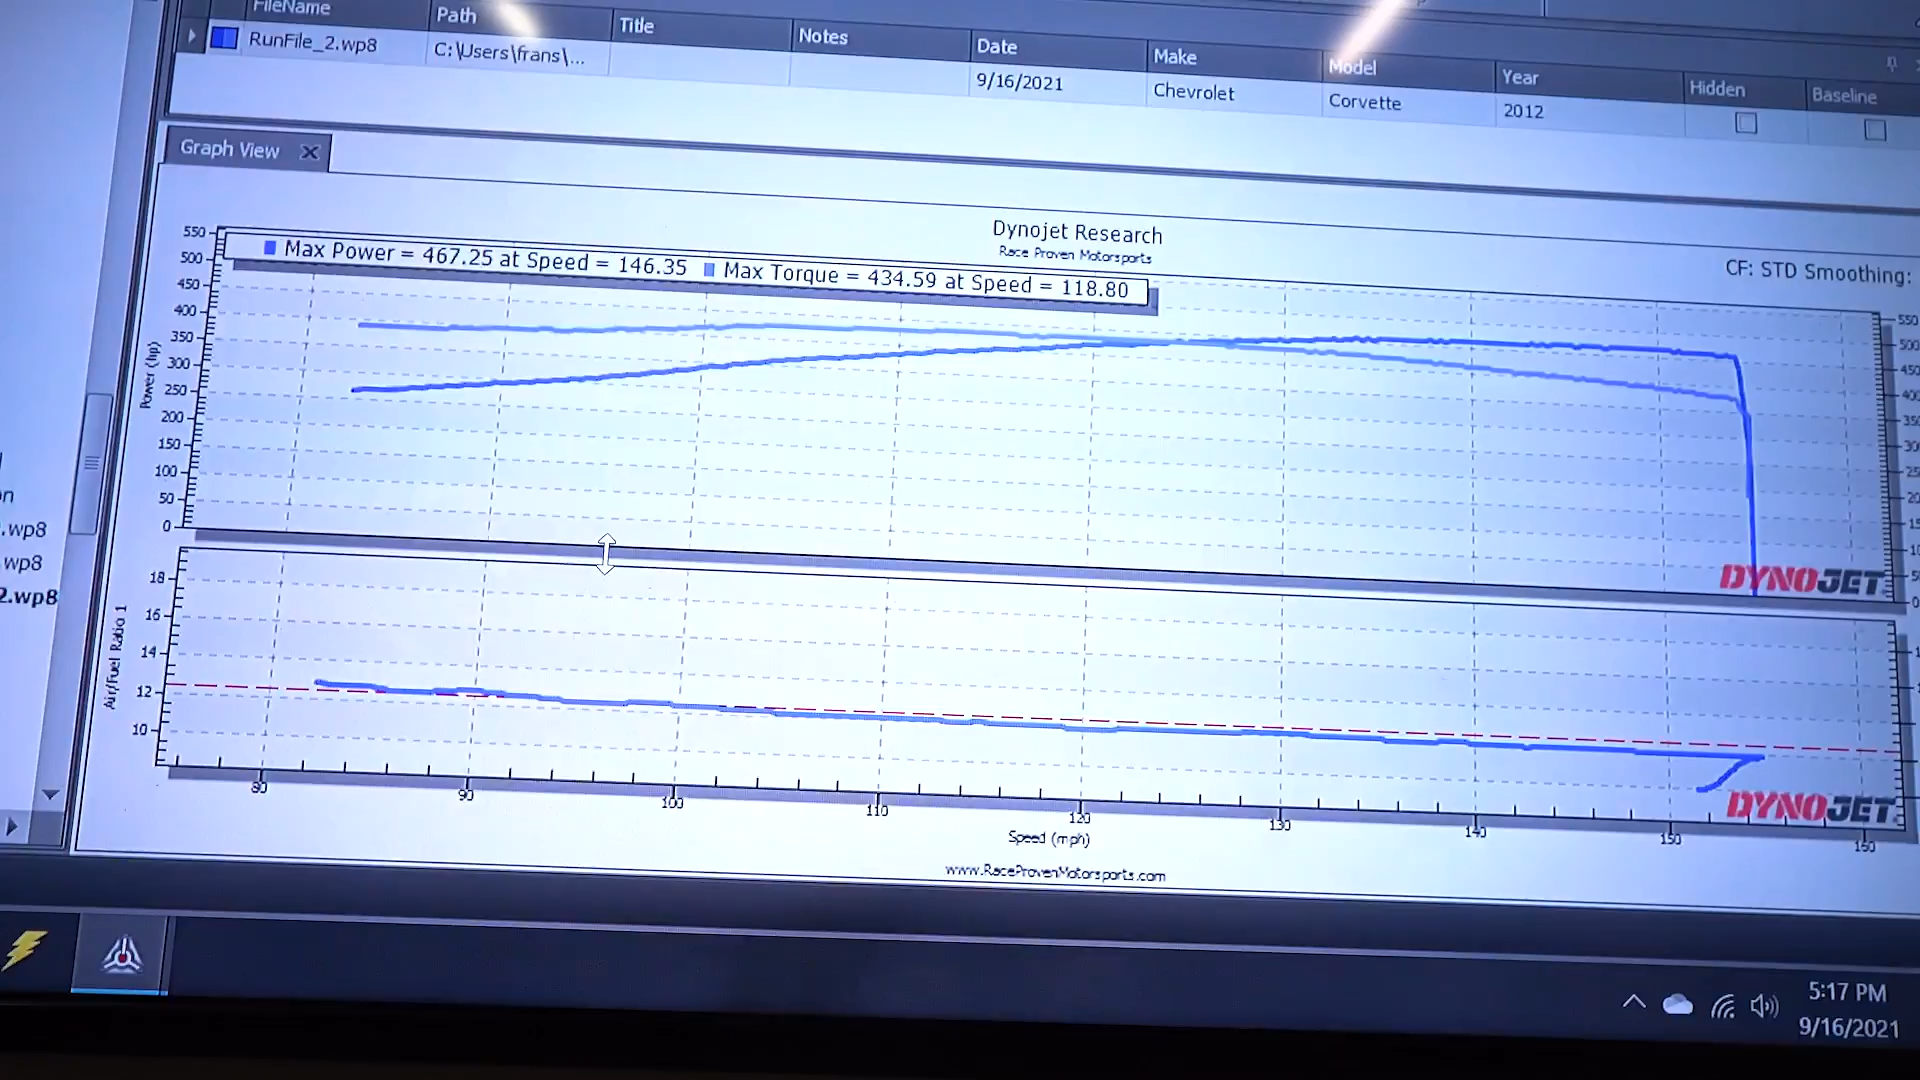 FileName Path Title Notes Date Make Model Year Hidden Baseline
RunFile_2.wp8 C:\Users\frans\... 9/16/2021 Chevrolet Corvette 2012
Graph View
Dynojet Research
Race Proven Motorsports
CF: STD Smoothing:
Max Power = 467.25 at Speed = 146.35 Max Torque = 434.59 at Speed = 118.80
Power (hp)
550
500
450
400
350
300
250
200
150
100
50
0
550
500
DYNOJET
.wp8
.wp8
2.wp8
Air/Fuel Ratio 1
18
16
14
12
10
DYNOJET
80 90 100 110 120 130 140 150 160
Speed (mph)
www.RaceProvenMotorsports.com
5:17 PM
9/16/2021